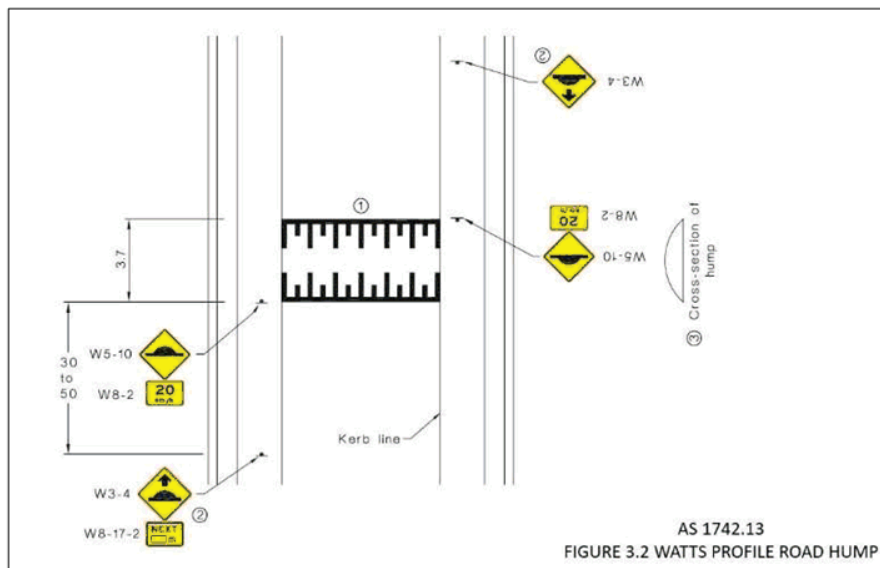 ②
W3-4
①
20
km/h
W8-2
W5-10
3.7
③ Cross-section of
hump
W5-10
W8-2
20
km/h
30
to
50
Kerb line
W3-4
②
W8-17-2
NEXT
m
AS 1742.13
FIGURE 3.2 WATTS PROFILE ROAD HUMP